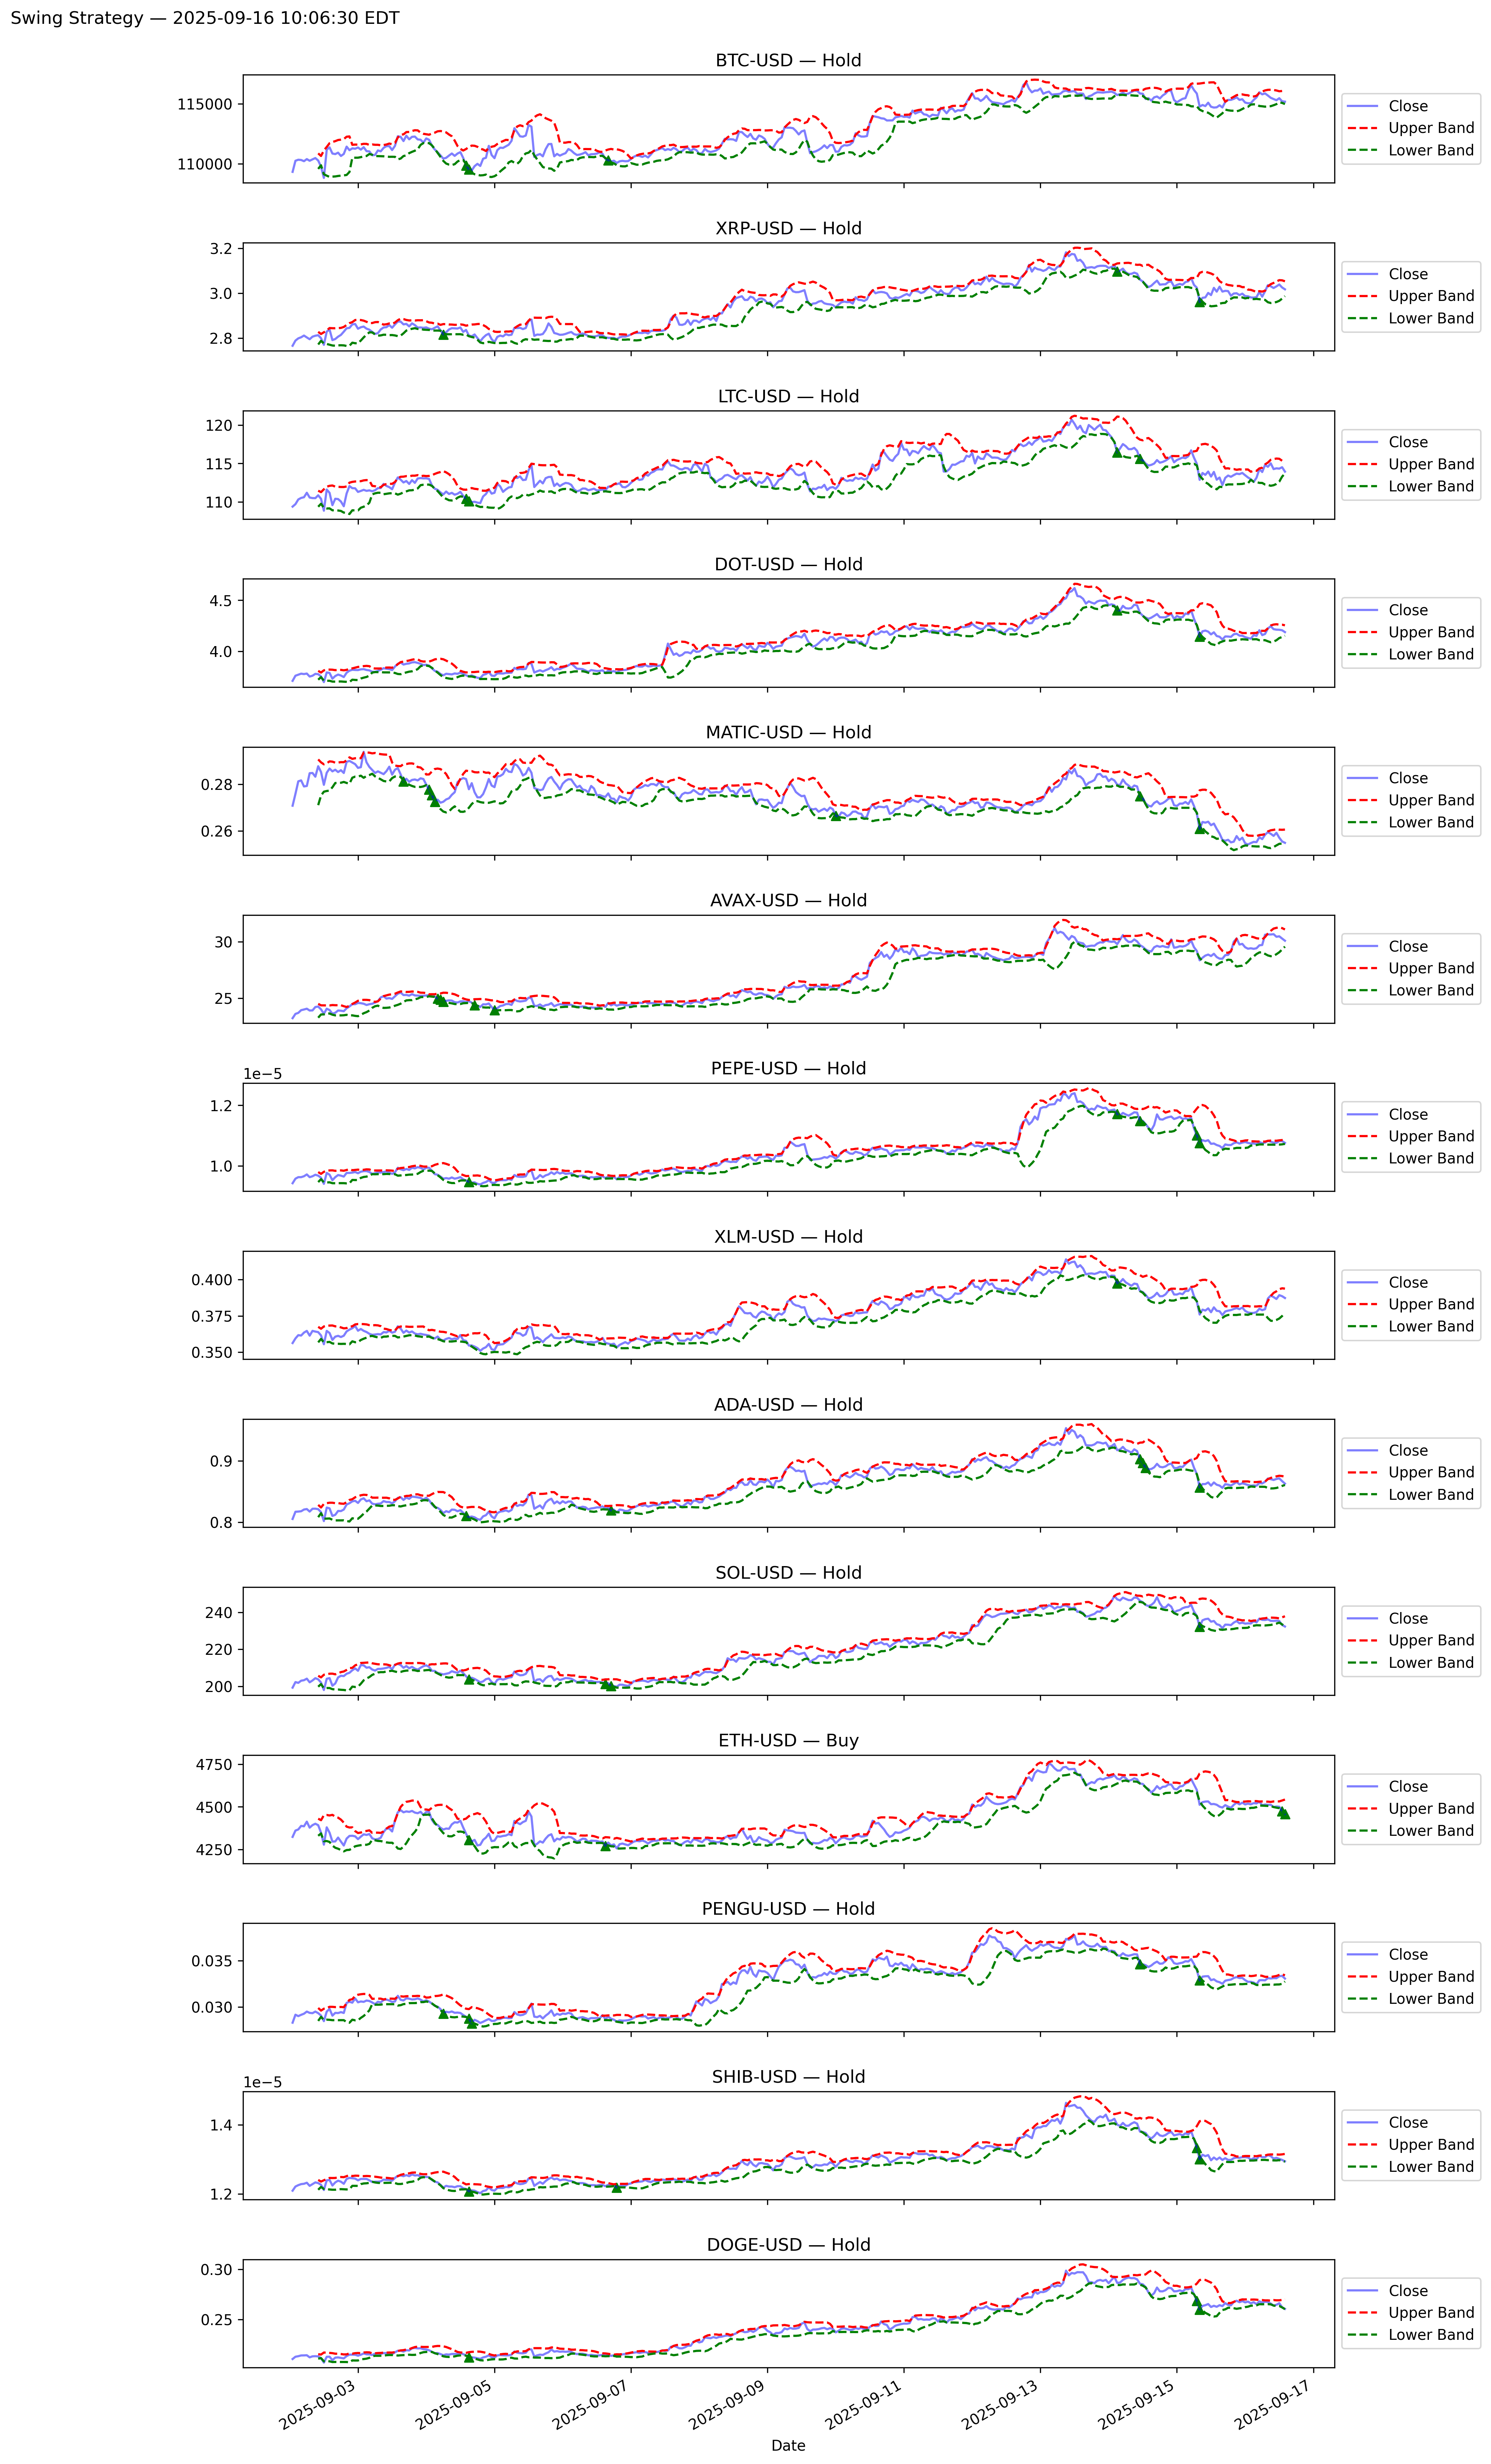 Swing Strategy — 2025-09-16 10:06:30 EDT
BTC-USD — Hold
115000
110000
Close
Upper Band
Lower Band
XRP-USD — Hold
3.2
3.0
2.8
Close
Upper Band
Lower Band
LTC-USD — Hold
120
115
110
Close
Upper Band
Lower Band
DOT-USD — Hold
4.5
4.0
Close
Upper Band
Lower Band
MATIC-USD — Hold
0.28
0.26
Close
Upper Band
Lower Band
AVAX-USD — Hold
30
25
Close
Upper Band
Lower Band
PEPE-USD — Hold
1e−5
1.2
1.0
Close
Upper Band
Lower Band
XLM-USD — Hold
0.400
0.375
0.350
Close
Upper Band
Lower Band
ADA-USD — Hold
0.9
0.8
Close
Upper Band
Lower Band
SOL-USD — Hold
240
220
200
Close
Upper Band
Lower Band
ETH-USD — Buy
4750
4500
4250
Close
Upper Band
Lower Band
PENGU-USD — Hold
0.035
0.030
Close
Upper Band
Lower Band
SHIB-USD — Hold
1e−5
1.4
1.2
Close
Upper Band
Lower Band
DOGE-USD — Hold
0.30
0.25
Close
Upper Band
Lower Band
2025-09-03
2025-09-05
2025-09-07
2025-09-09
2025-09-11
2025-09-13
2025-09-15
2025-09-17
Date